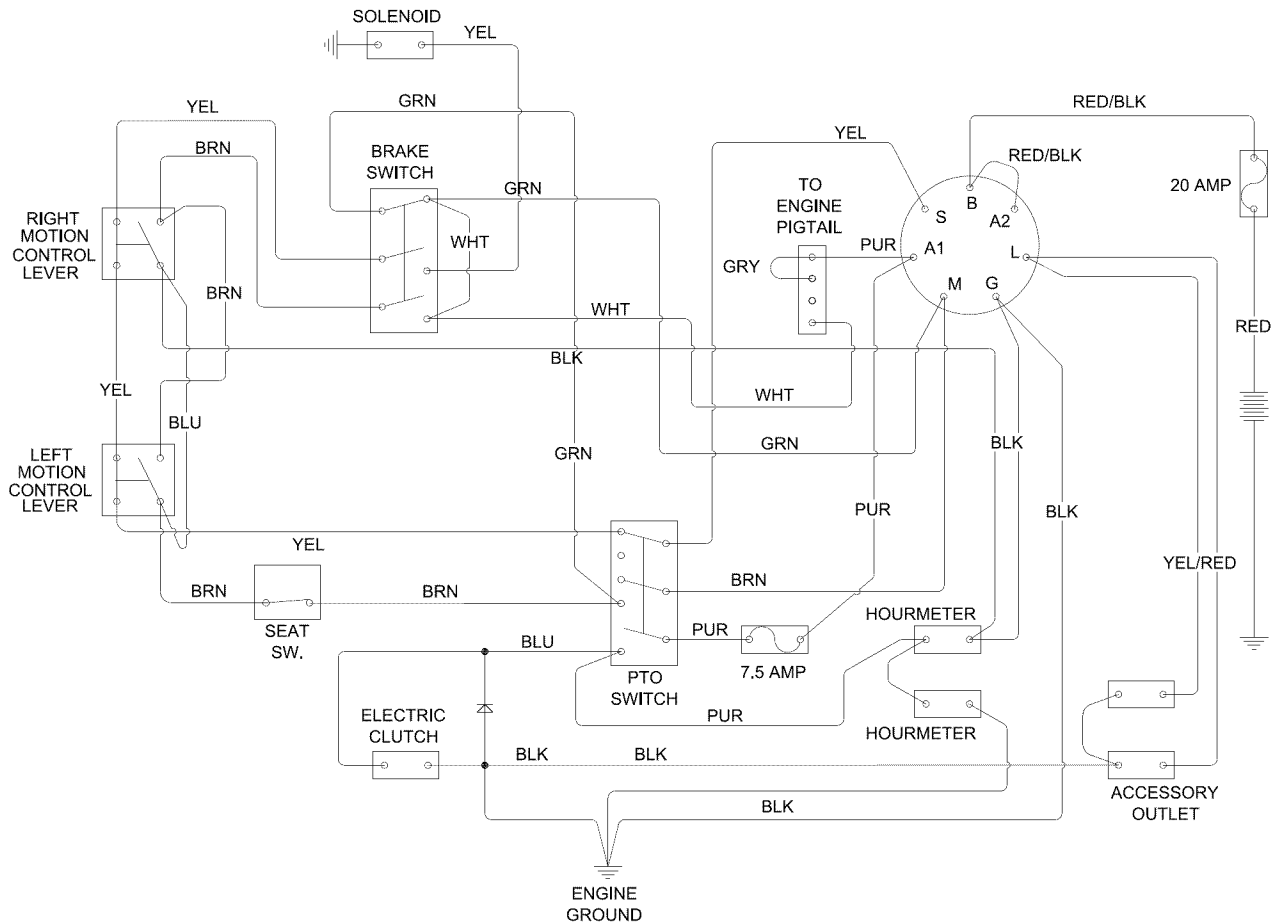 SOLENOID
YEL
GRN
YEL
RED/BLK
YEL
BRN
BRAKE
SWITCH
RED/BLK
TO
ENGINE
PIGTAIL
20 AMP
GRN
B
S
A2
RIGHT
MOTION
CONTROL
LEVER
WHT
PUR
A1
L
GRY
BRN
M
G
WHT
RED
BLK
YEL
WHT
BLU
GRN
BLK
LEFT
MOTION
CONTROL
LEVER
GRN
PUR
BLK
YEL
YEL/RED
BRN
BRN
BRN
HOURMETER
SEAT
SW.
PUR
BLU
7.5 AMP
PTO
SWITCH
ELECTRIC
CLUTCH
PUR
HOURMETER
BLK
BLK
ACCESSORY
OUTLET
BLK
ENGINE
GROUND